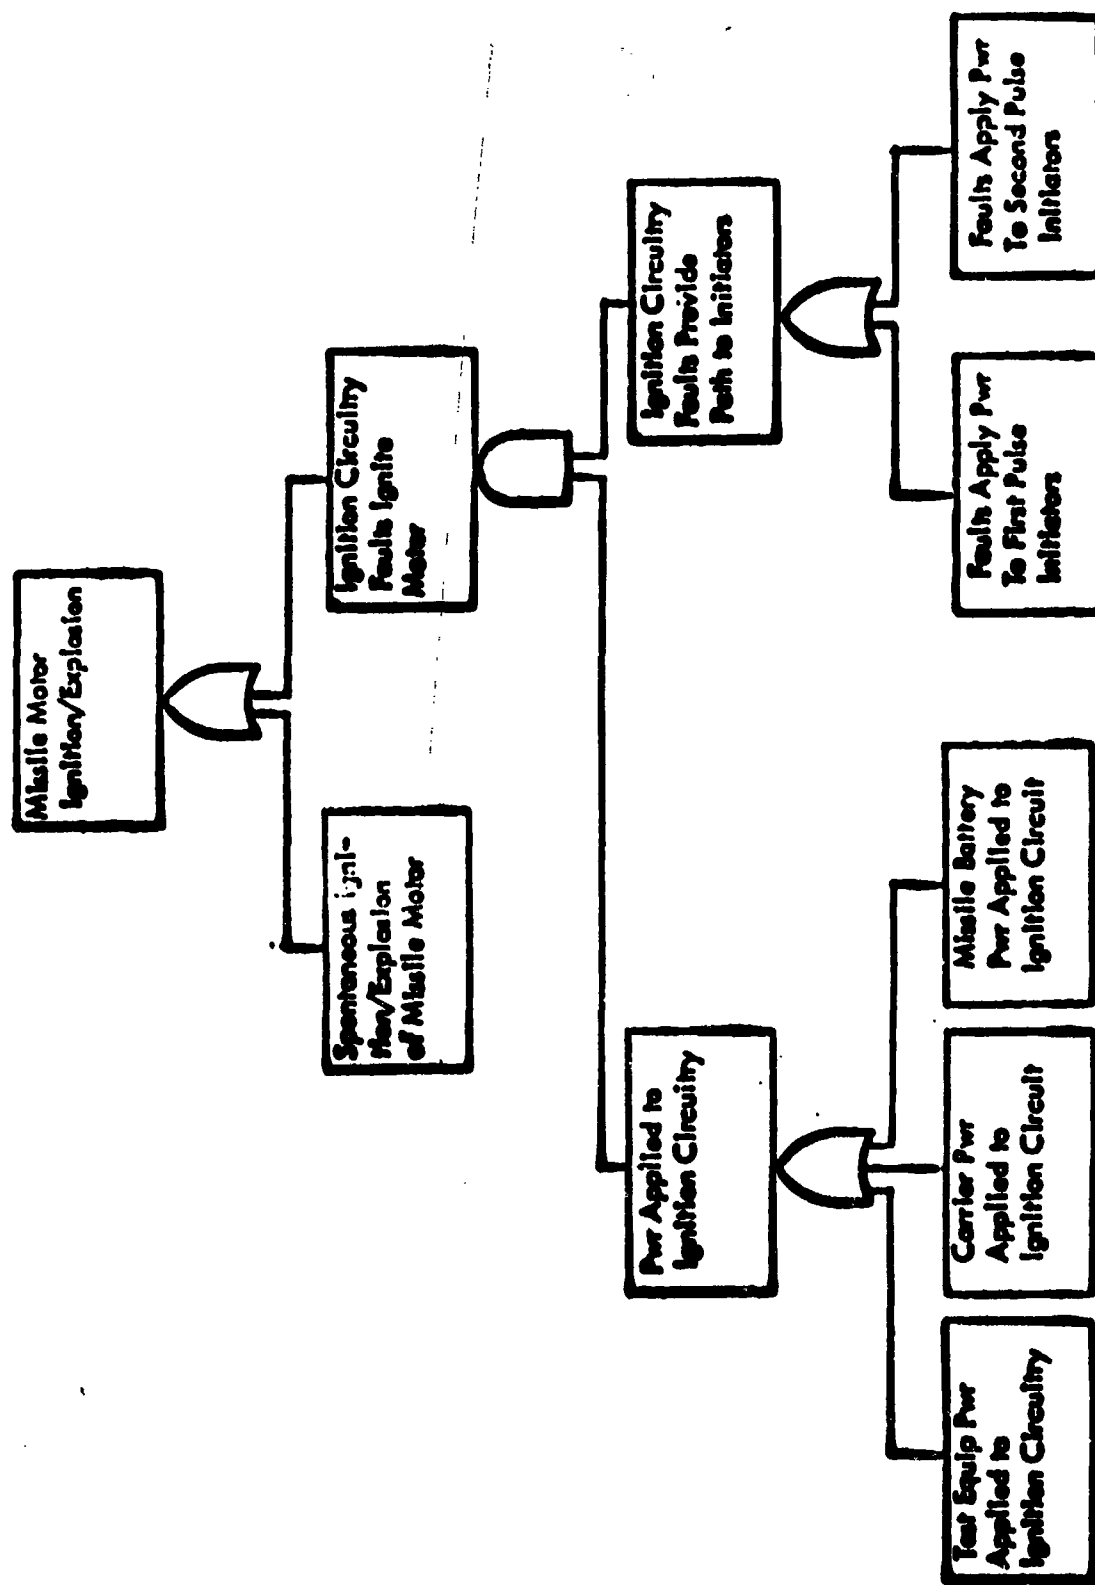 Missile Motor
Ignition/Explosion
Spontaneous Igni-
tion/Explosion
of Missile Motor
Ignition Circuitry
Faults Ignite
Motor
Pwr Applied to
Ignition Circuitry
Ignition Circuitry
Faults Provide
Path to Initiators
Test Equip Pwr
Applied to
Ignition Circuitry
Carrier Pwr
Applied to
Ignition Circuit
Missile Battery
Pwr Applied to
Ignition Circuit
Faults Apply Pwr
To First Pulse
Initiators
Faults Apply Pwr
To Second Pulse
Initiators